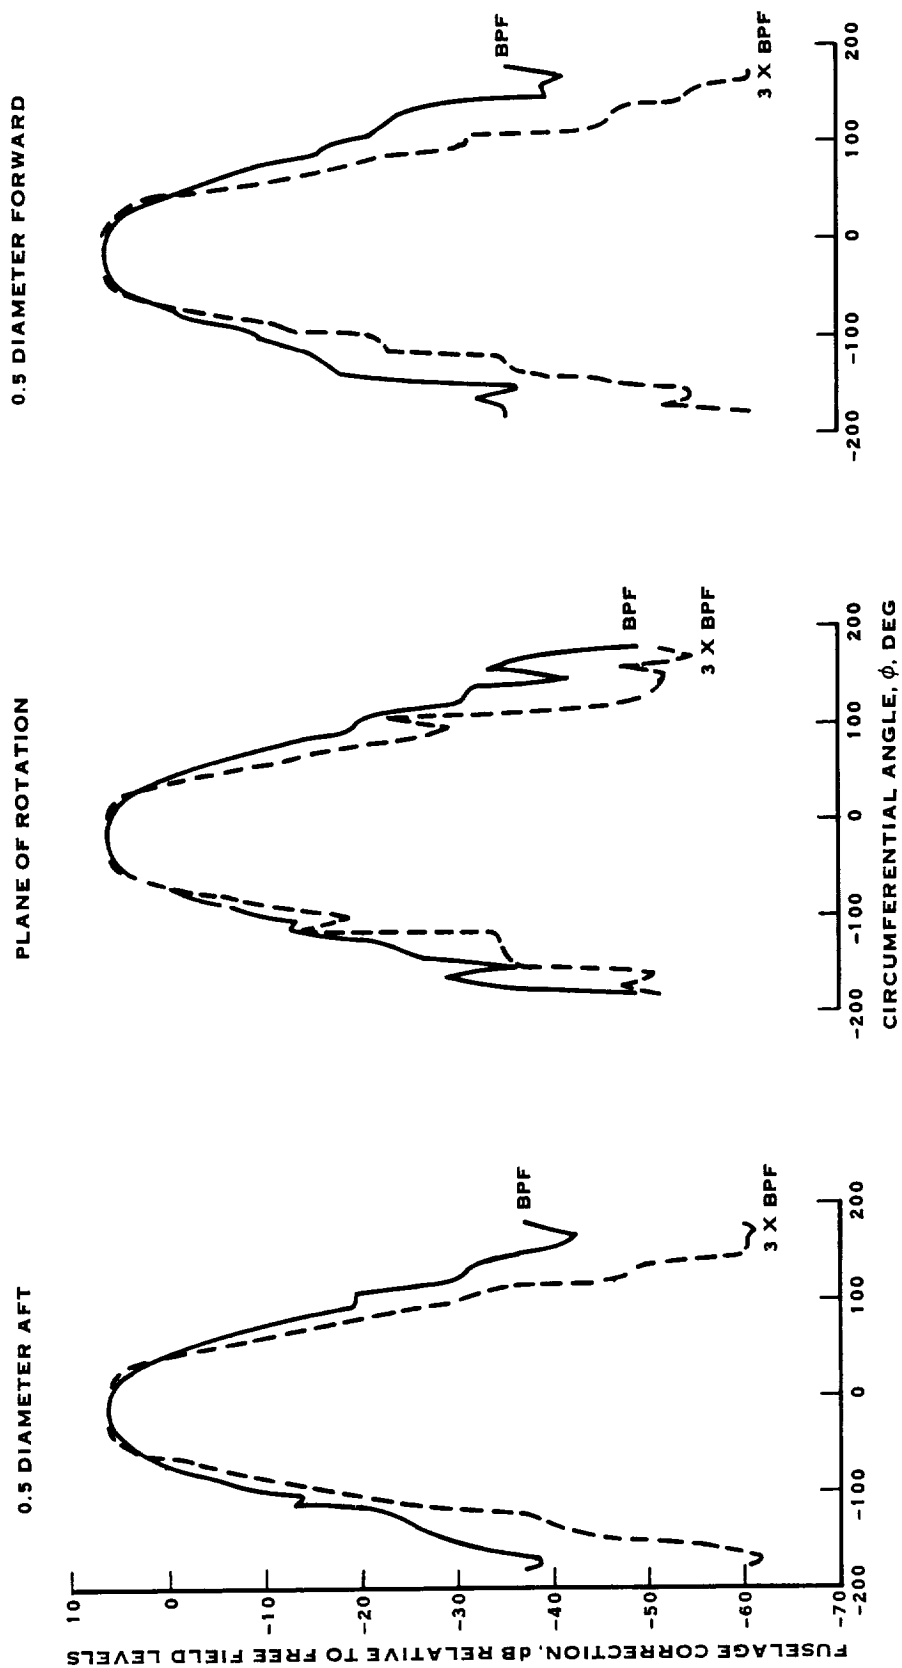 0.5 DIAMETER AFT
PLANE OF ROTATION
0.5 DIAMETER FORWARD
FUSELAGE CORRECTION, dB RELATIVE TO FREE FIELD LEVELS
10
0
-10
-20
-30
-40
-50
-60
-70
BPF
3 X BPF
-200
-100
0
100
200
BPF
3 X BPF
-200
-100
0
100
200
BPF
3 X BPF
-200
-100
0
100
200
CIRCUMFERENTIAL ANGLE, ϕ, DEG